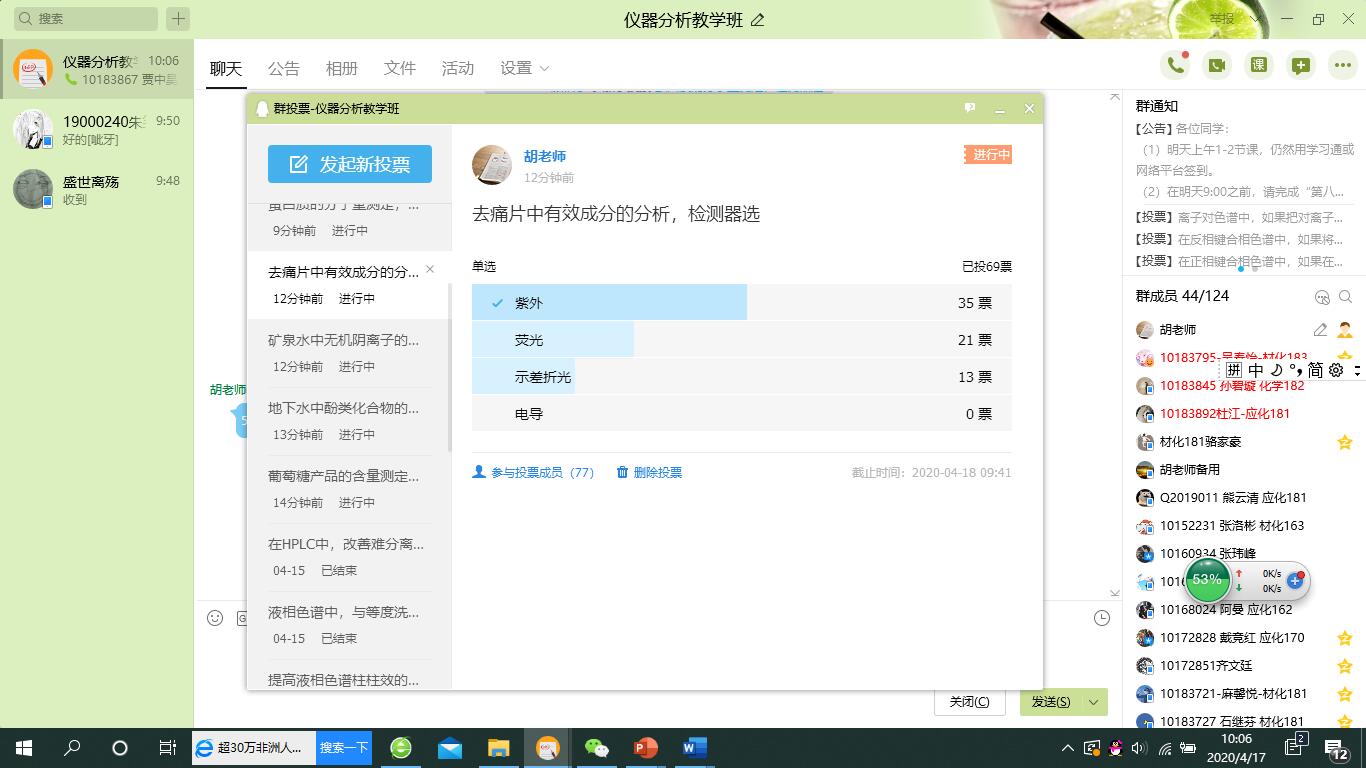 搜索
仪器分析教学班
举报
仪器分析教
10:06
10183867 贾中昊
19000240朱
9:50
好的[呲牙]
盛世离殇
9:48
收到
聊天
公告
相册
文件
活动
设置
课
群投票-仪器分析教学班
发起新投票
蛋白质的分子量测定，...
9分钟前 进行中
去痛片中有效成分的分...
12分钟前 进行中
矿泉水中无机阴离子的...
12分钟前 进行中
地下水中酚类化合物的...
13分钟前 进行中
葡萄糖产品的含量测定...
14分钟前 进行中
在HPLC中，改善难分离...
04-15 已结束
液相色谱中，与等度洗...
04-15 已结束
提高液相色谱柱柱效的...
胡老师
12分钟前
进行中
去痛片中有效成分的分析，检测器选
单选
已投69票
紫外 35 票
荧光 21 票
示差折光 13 票
电导 0 票
参与投票成员（77）
删除投票
截止时间：2020-04-18 09:41
胡老师
5
关闭(C)
发送(S)
群通知
【公告】各位同学：
（1）明天上午1-2节课，仍然用学习通或
网络平台签到。
（2）在明天9:00之前，请完成“第八...
【投票】离子对色谱中，如果把对离子...
【投票】在反相键合相色谱中，如果将...
【投票】在正相键合相色谱中，如果在...
群成员 44/124
胡老师
10183795-吴春怡-材化183
拼 中 简
10183845 孙碧璇 化学182
10183892杜江-应化181
材化181骆家豪
胡老师备用
Q2019011 熊云清 应化181
10152231 张洛彬 材化163
10160934 张玮峰
53%
0K/s
0K/s
10168024 阿曼 应化162
10172828 戴竞红 应化170
10172851齐文廷
10183721-麻馨悦-材化181
10183727 石继芬 材化181
超30万非洲人...
搜索一下
10:06
2020/4/17
2
12